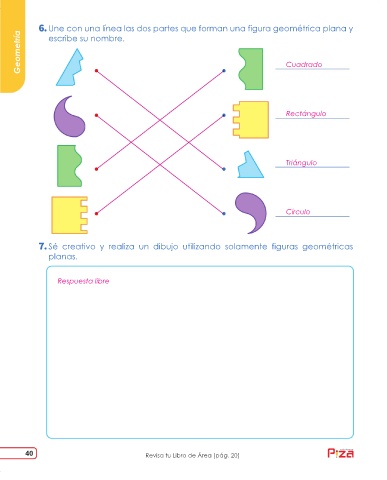 Geometría
6. Une con una línea las dos partes que forman una figura geométrica plana y
escribe su nombre.
Cuadrado
Rectángulo
Triángulo
Círculo
7. Sé creativo y realiza un dibujo utilizando solamente figuras geométricas
planas.
Respuesta libre
40
Revisa tu Libro de Área (pág. 20)